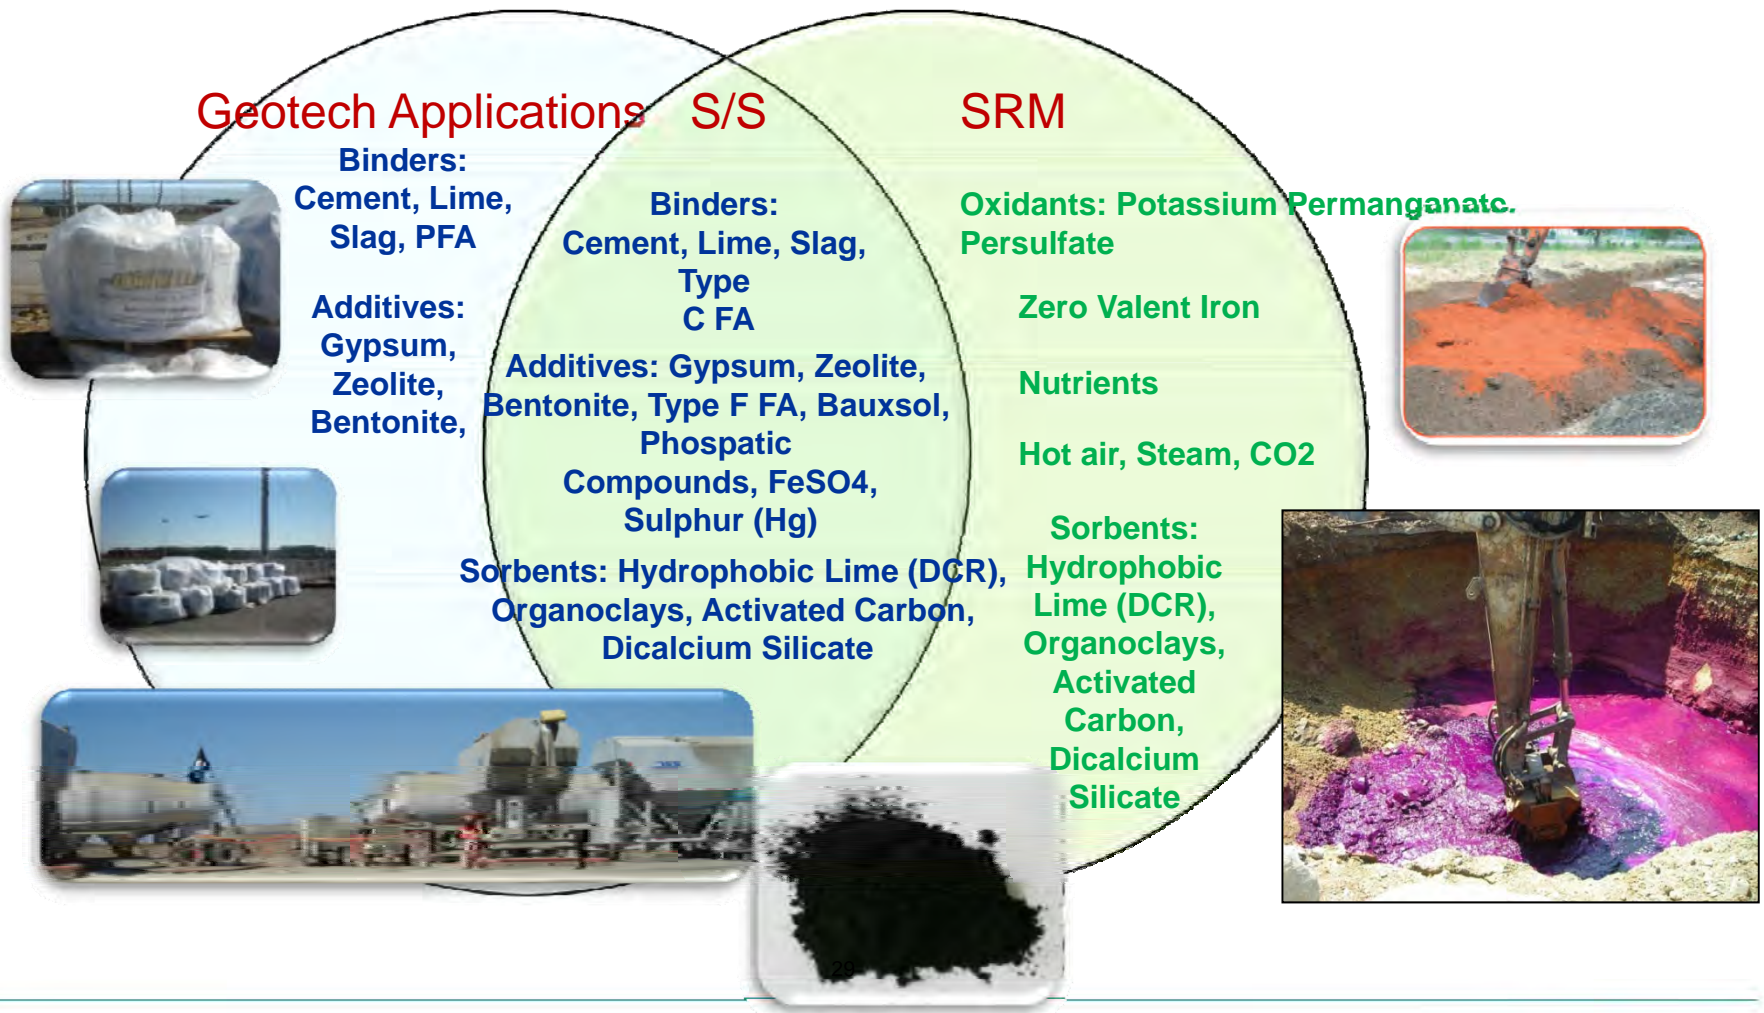 Geotech Applications
S/S
SRM
Binders:
Cement, Lime,
Slag, PFA
Additives:
Gypsum,
Zeolite,
Bentonite,
Binders:
Cement, Lime, Slag,
Type
C FA
Additives: Gypsum, Zeolite,
Bentonite, Type F FA, Bauxsol,
Phospatic
Compounds, FeSO4,
Sulphur (Hg)
Sorbents: Hydrophobic Lime (DCR),
Organoclays, Activated Carbon,
Dicalcium Silicate
Oxidants: Potassium Permanganate,
Persulfate
Zero Valent Iron
Nutrients
Hot air, Steam, CO2
Sorbents:
Hydrophobic
Lime (DCR),
Organoclays,
Activated
Carbon,
Dicalcium
Silicate
29